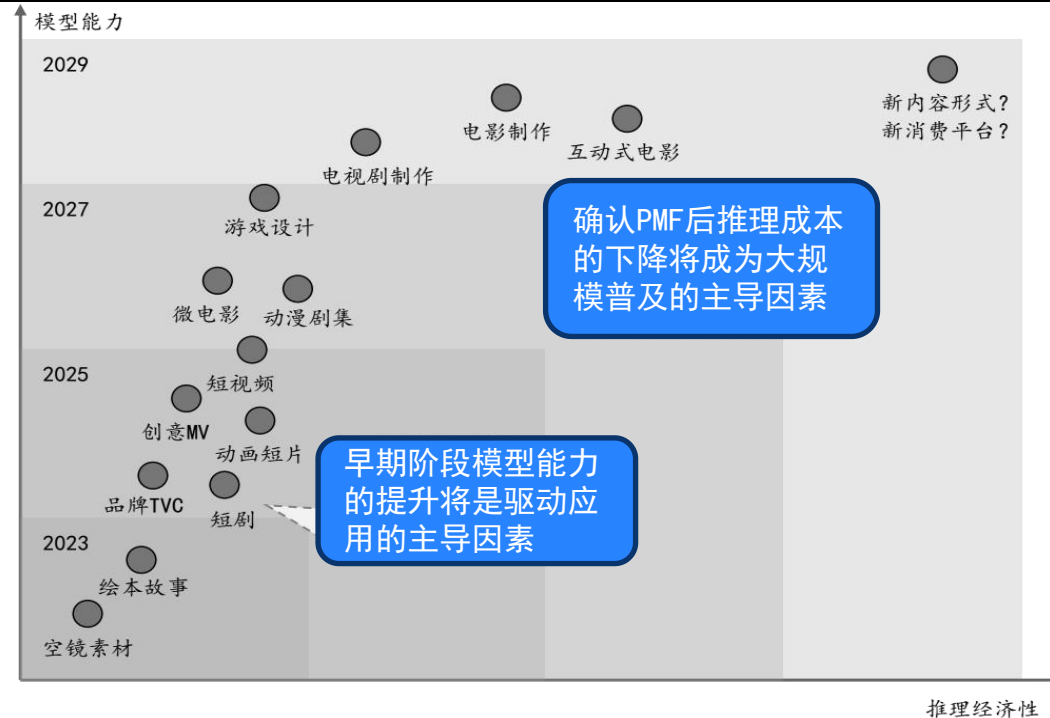 模型能力
2029
新内容形式?
新消费平台?
电影制作
互动式电影
电视剧制作
2027
游戏设计
确认PMF后推理成本
的下降将成为大规
模普及的主导因素
微电影
动漫剧集
2025
短视频
创意MV
动画短片
早期阶段模型能力
的提升将是驱动应
用的主导因素
品牌TVC
短剧
2023
绘本故事
空镜素材
推理经济性